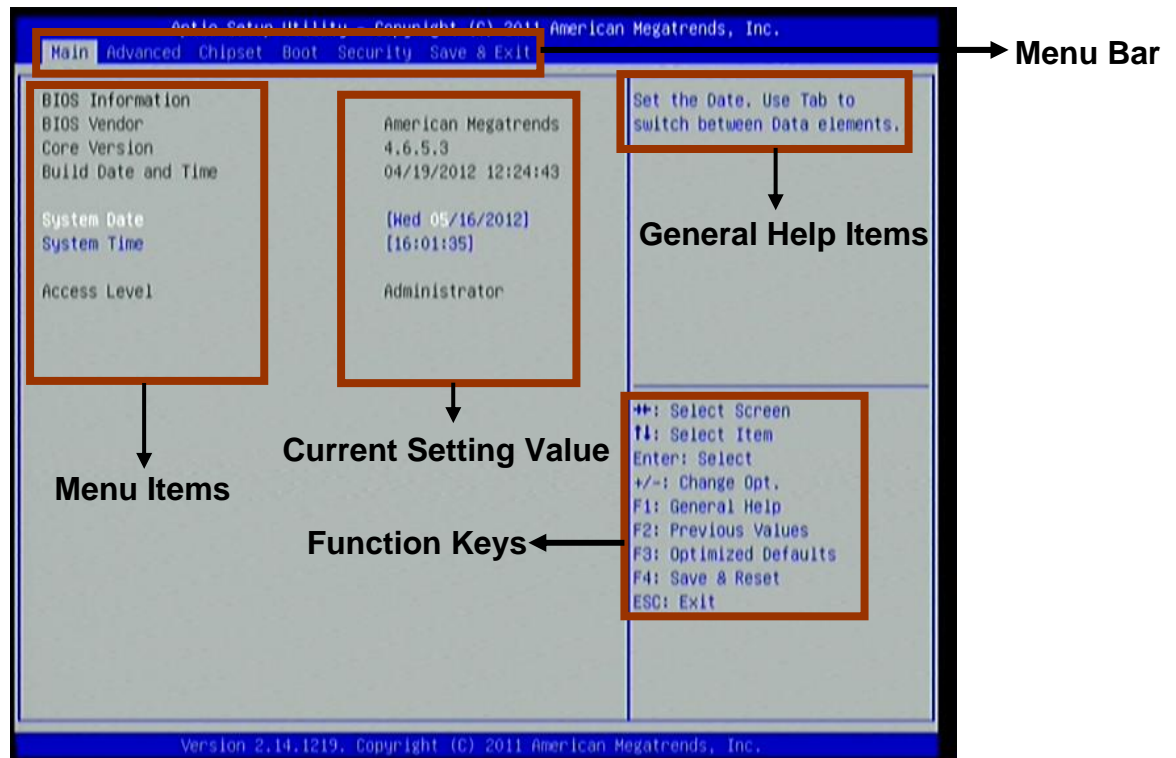 Aptio Setup Utility - Copyright (C) 2011 American Megatrends, Inc.
Main Advanced Chipset Boot Security Save & Exit
Menu Bar
BIOS Information
BIOS Vendor American Megatrends
Core Version 4.6.5.3
Build Date and Time 04/19/2012 12:24:43
System Date [Wed 05/16/2012]
System Time [16:01:35]
Access Level Administrator
Set the Date. Use Tab to
switch between Data elements.
General Help Items
Menu Items
Current Setting Value
Function Keys
→←: Select Screen
↑↓: Select Item
Enter: Select
+/-: Change Opt.
F1: General Help
F2: Previous Values
F3: Optimized Defaults
F4: Save & Reset
ESC: Exit
Version 2.14.1219. Copyright (C) 2011 American Megatrends, Inc.